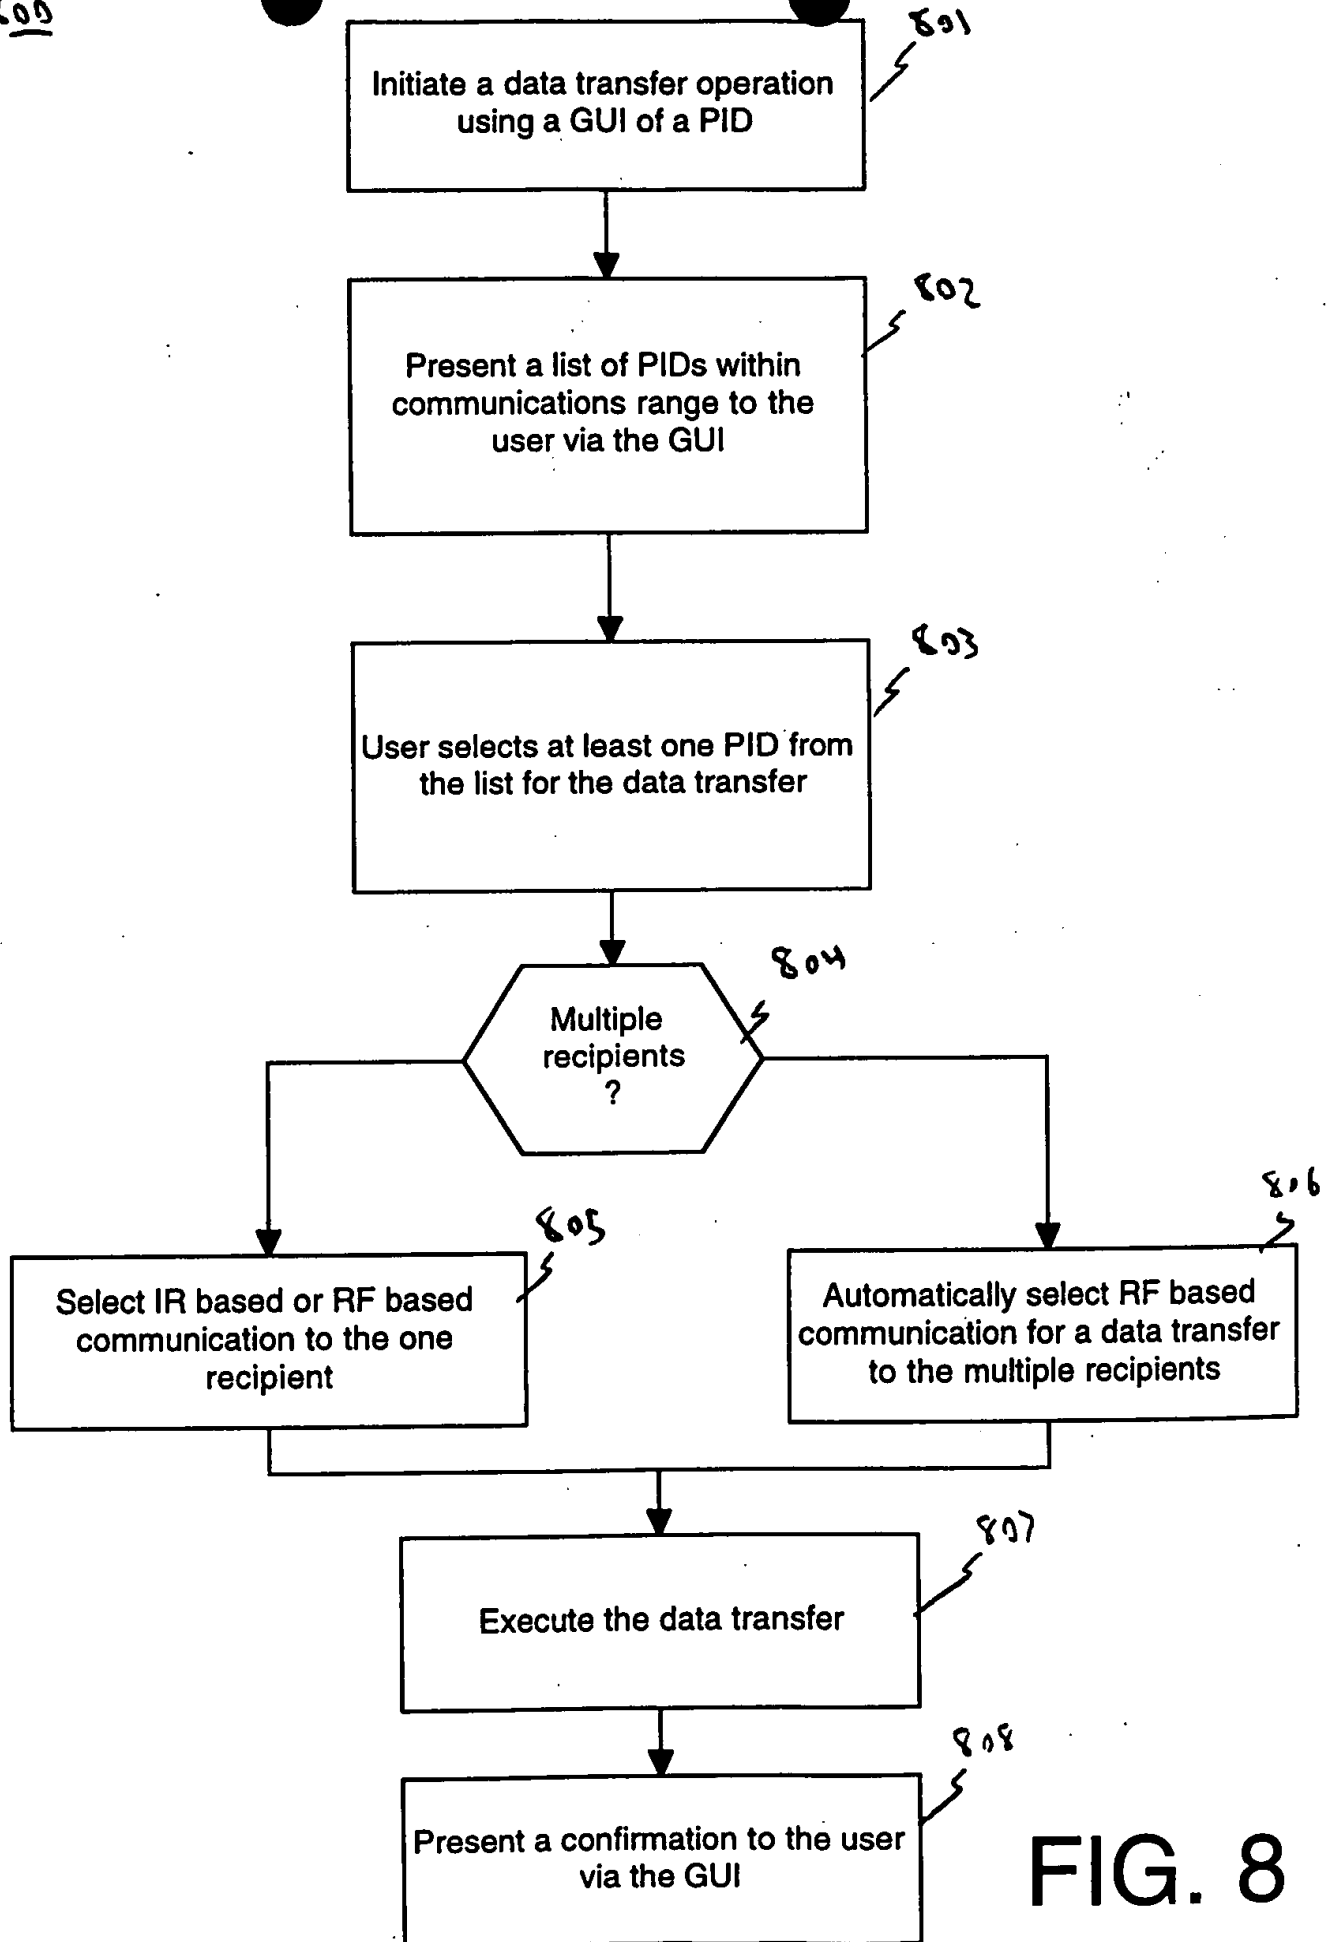 800
801
Initiate a data transfer operation
using a GUI of a PID
802
Present a list of PIDs within
communications range to the
user via the GUI
803
User selects at least one PID from
the list for the data transfer
804
Multiple
recipients
?
805
Select IR based or RF based
communication to the one
recipient
806
Automatically select RF based
communication for a data transfer
to the multiple recipients
807
Execute the data transfer
808
Present a confirmation to the user
via the GUI
FIG. 8